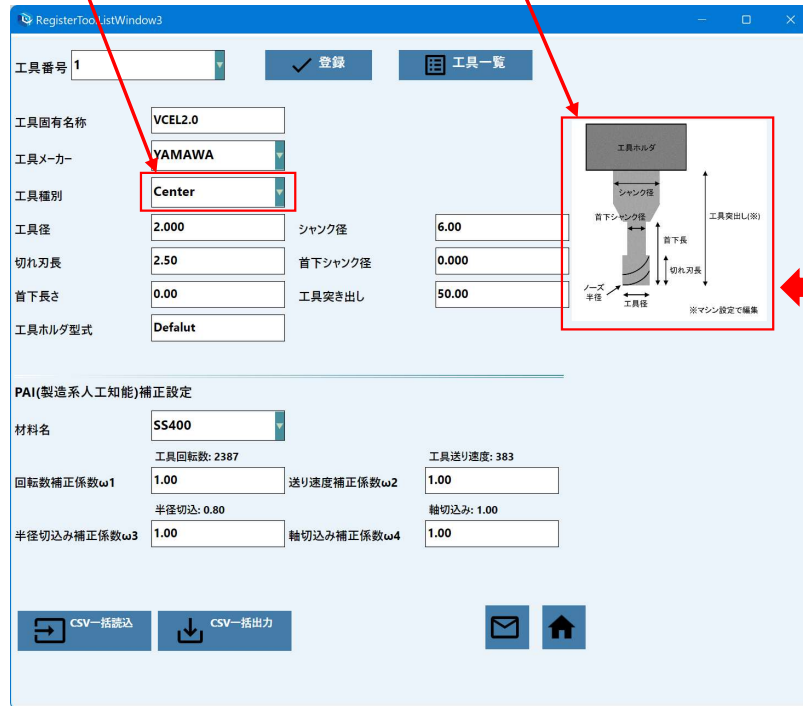 RegisterToolListWindow3
工具番号 1
登録
工具一覧
工具固有名称 VCEL2.0
工具メーカー YAMAWA
工具種別 Center
工具径 2.000 シャンク径 6.00
切れ刃長 2.50 首下シャンク径 0.000
首下長さ 0.00 工具突き出し 50.00
工具ホルダ型式 Defalut
工具ホルダ
シャンク径
首下シャンク径
工具突出し(※)
首下長
切れ刃長
ノーズ
半径
工具径
※マシン設定で編集
PAI(製造系人工知能)補正設定
材料名 SS400
工具回転数: 2387 工具送り速度: 383
回転数補正係数ω1 1.00 送り速度補正係数ω2 1.00
半径切込: 0.80 軸切込み: 1.00
半径切込み補正係数ω3 1.00 軸切込み補正係数ω4 1.00
CSV一括読込
CSV一括出力